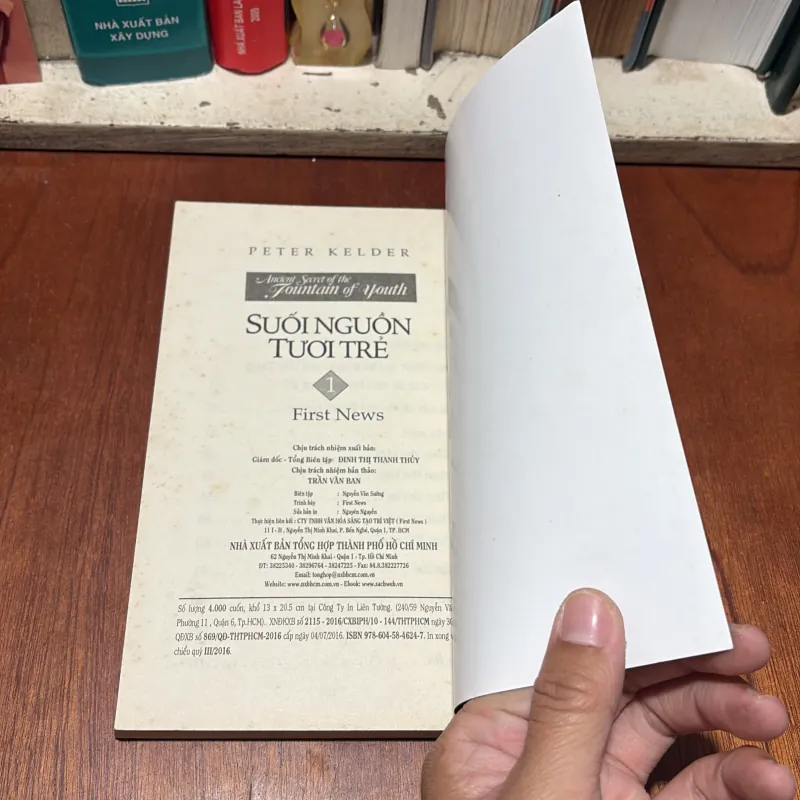 NHÀ XUẤT BẢN
XÂY DỰNG
NHÀ XUẤT BẢN LA
2005
PETER KELDER
Ancient Secret of the
Fountain of Youth
SUỐI NGUỒN
TƯƠI TRẺ
1
First News
Chịu trách nhiệm xuất bản:
Giám đốc - Tổng Biên tập: ĐINH THỊ THANH THỦY
Chịu trách nhiệm bản thảo:
TRẦN VĂN BAN
Biên tập : Nguyễn Văn Sướng
Trình bày : First News
Sửa bản in : Nguyên Nguyễn
Thực hiện liên kết : CTY TNHH VĂN HÓA SÁNG TẠO TRÍ VIỆT ( First News )
11 H - , Nguyễn Thị Minh Khai, P. Bến Nghé, Quận 1, TP. HCM
NHÀ XUẤT BẢN TỔNG HỢP THÀNH PHỐ HỒ CHÍ MINH
62 Nguyễn Thị Minh Khai - Quận 1 - Tp. Hồ Chí Minh
ĐT: 38225340 - 38296764 - 38247225 - Fax: 84.8.38222726
Email: tonghop@nxbhcm.com.vn
Website: www.nxbhcm.com.vn - Ebook: www.sachweb.vn
Số lượng 4.000 cuốn, khổ 13 x 20.5 cm tại Công Ty In Liên Tường. (240/59 Nguyễn Vă
Phường 11 , Quận 6, Tp.HCM). XNĐKXB số 2115 - 2016/CXBIPH/10 - 144/THTPHCM ngày 30
QĐXB số 869/QĐ-THTPHCM-2016 cấp ngày 04/07/2016. ISBN 978-604-58-4624-7. In xong v
chiểu quý III/2016.